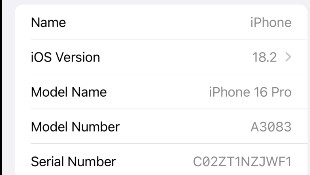 Name iPhone
iOS Version 18.2
Model Name iPhone 16 Pro
Model Number A3083
Serial Number C02ZT1NZJWF1